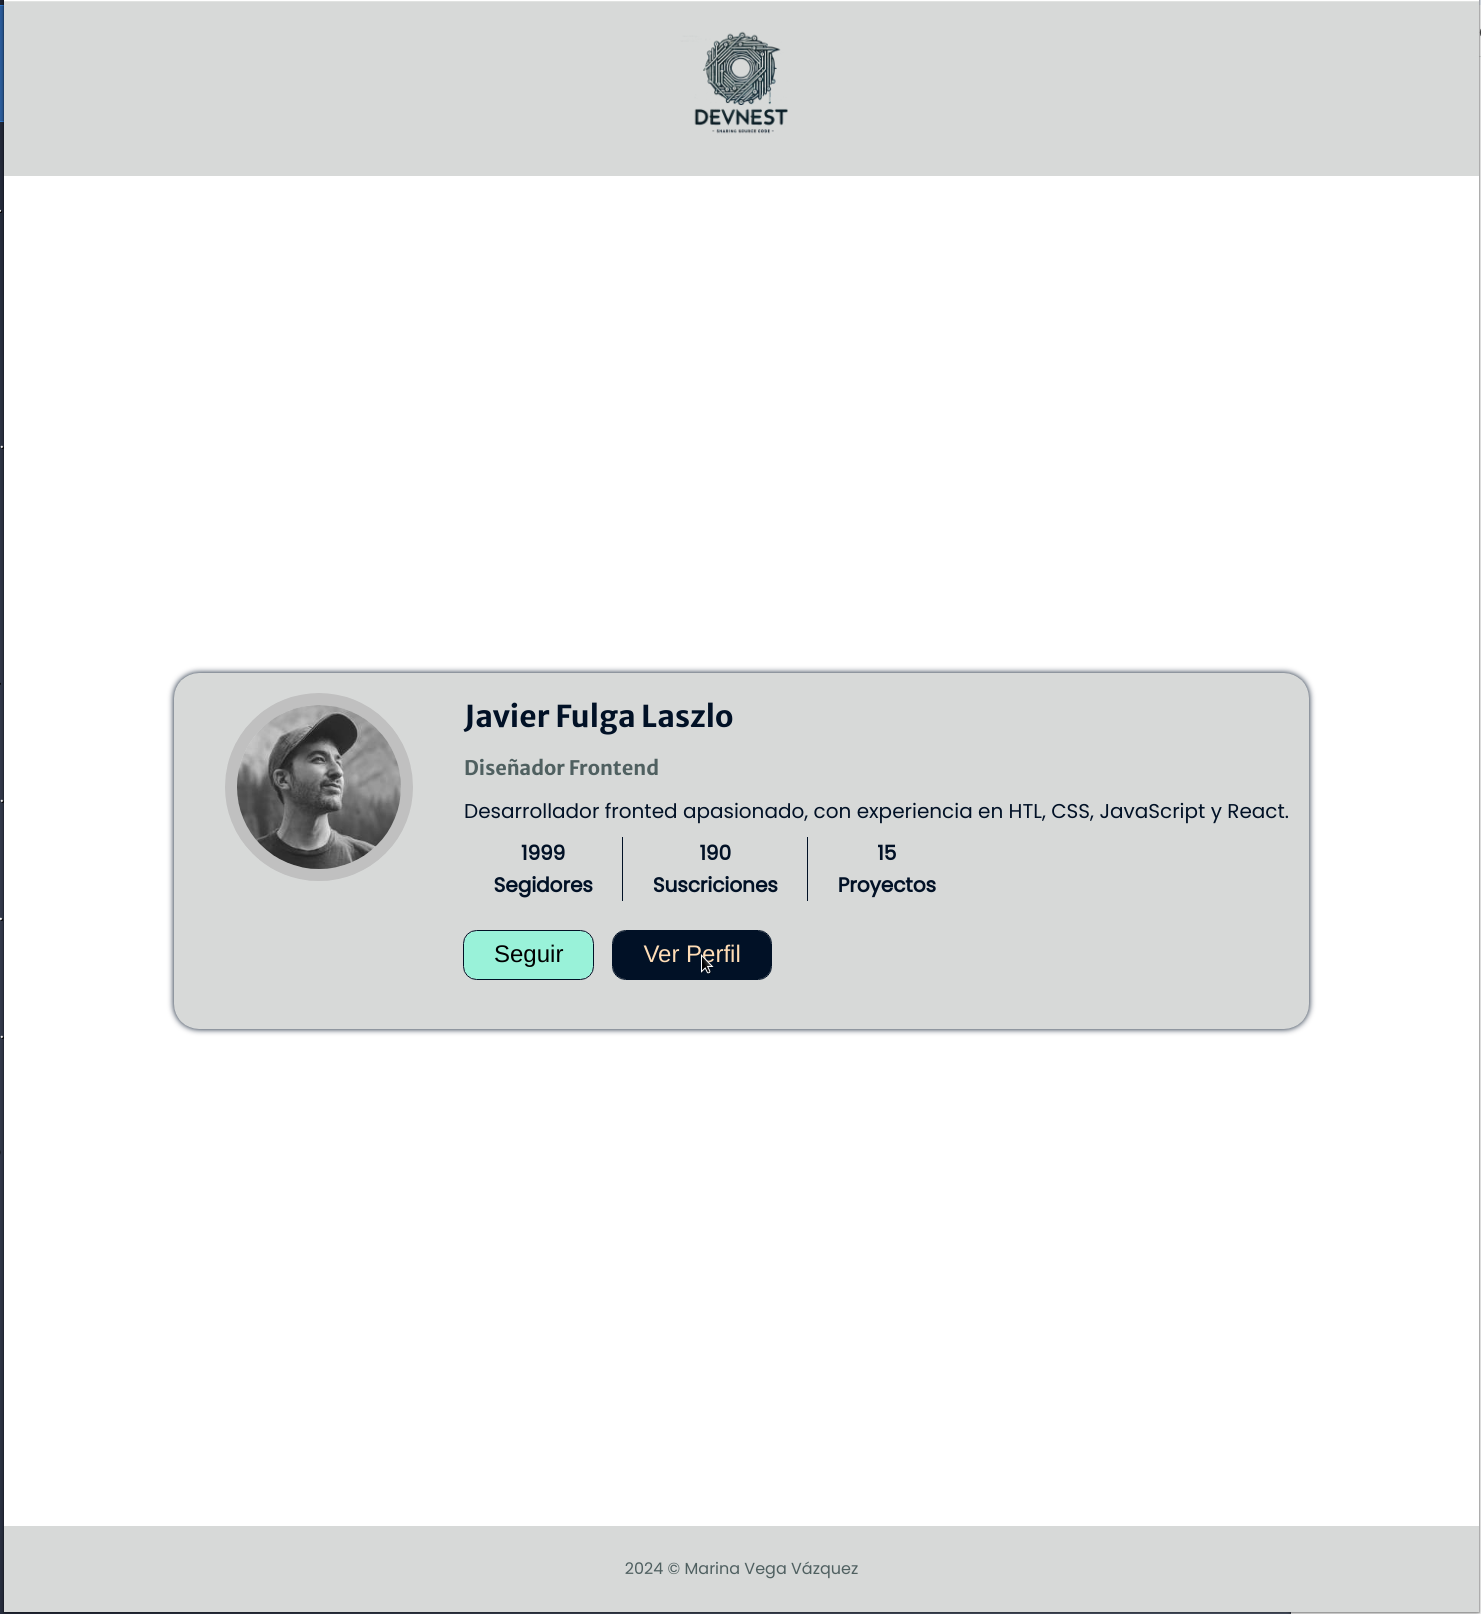 DEVNEST
- SHARING SOURCE CODE -
Javier Fulga Laszlo
Diseñador Frontend
Desarrollador fronted apasionado, con experiencia en HTL, CSS, JavaScript y React.
1999 190 15
Segidores Suscriciones Proyectos
Seguir Ver Perfil
2024 © Marina Vega Vázquez